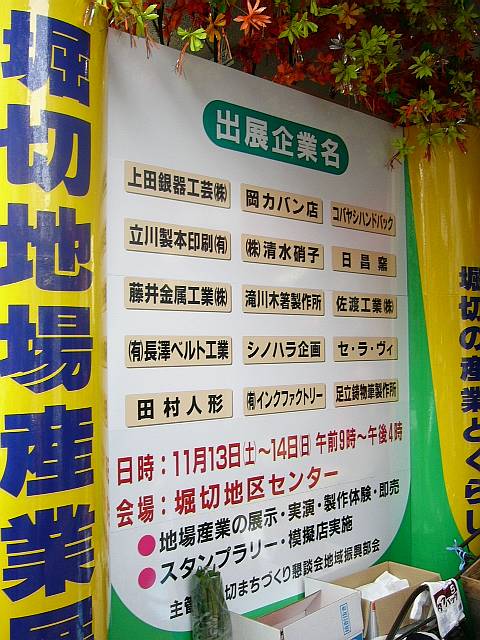 堀切地場産業展
出展企業名
上田銀器工芸㈱
岡カバン店
コバヤシハンドバック
立川製本印刷㈲
㈱清水硝子
日昌窯
藤井金属工業㈱
滝川木箸製作所
佐渡工業㈱
㈲長澤ベルト工業
シノハラ企画
セ・ラ・ヴィ
田村人形
㈲インクファクトリー
足立鋳物華製作所
日時：11月13日㈯～14日㈰ 午前9時～午後4時
会場：堀切地区センター
●地場産業の展示・実演・製作体験・即売
●スタンプラリー・模擬店実施
主管 切まちづくり懇談会地域振興部会
堀切の産業とくらし